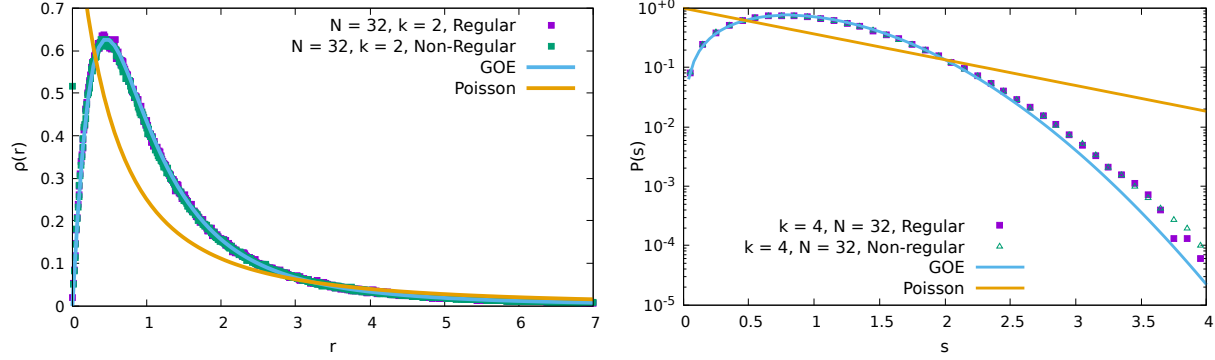 0.7
0.6
0.5
0.4
0.3
0.2
0.1
0
ρ(r)
0 1 2 3 4 5 6 7
r
N = 32, k = 2, Regular
N = 32, k = 2, Non-Regular
GOE
Poisson
10+0
10-1
10-2
10-3
10-4
10-5
P(s)
0 0.5 1 1.5 2 2.5 3 3.5 4
s
k = 4, N = 32, Regular
k = 4, N = 32, Non-regular
GOE
Poisson